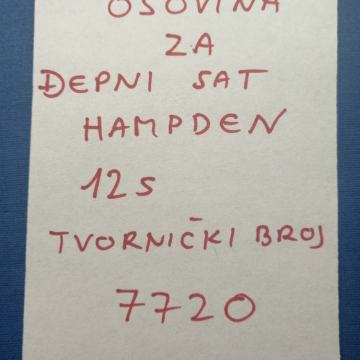 OSOVINA
ZA
ĐEPNI SAT
HAMPDEN
12s
TVORNIČKI BROJ
7720